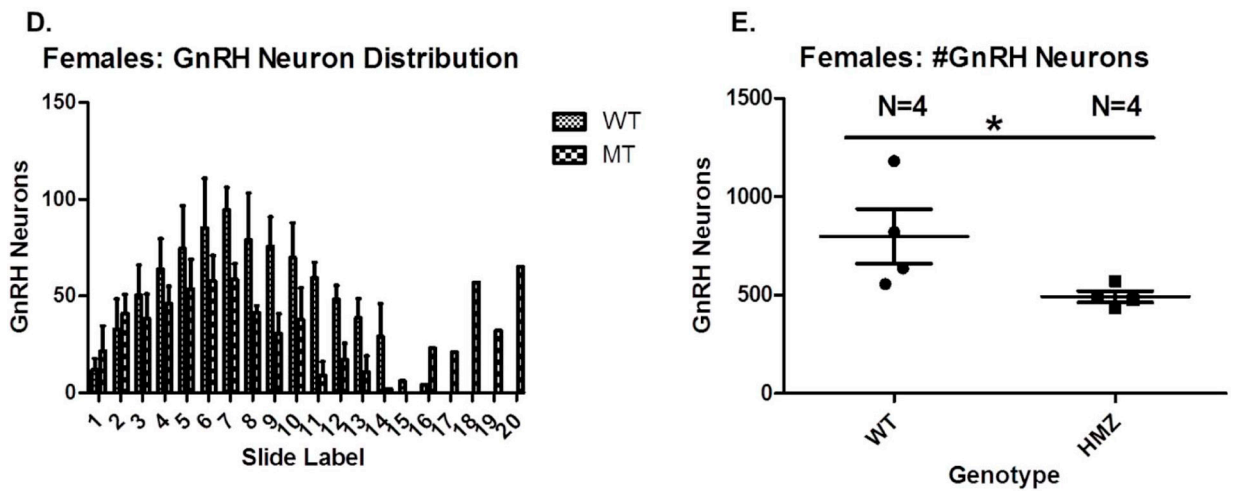 D.
Females: GnRH Neuron Distribution
150
100
50
0
GnRH Neurons
WT
MT
1 2 3 4 5 6 7 8 9 10 11 12 13 14 15 16 17 18 19 20
Slide Label
E.
Females: #GnRH Neurons
1500
1000
500
0
GnRH Neurons
N=4 N=4
*
WT HMZ
Genotype